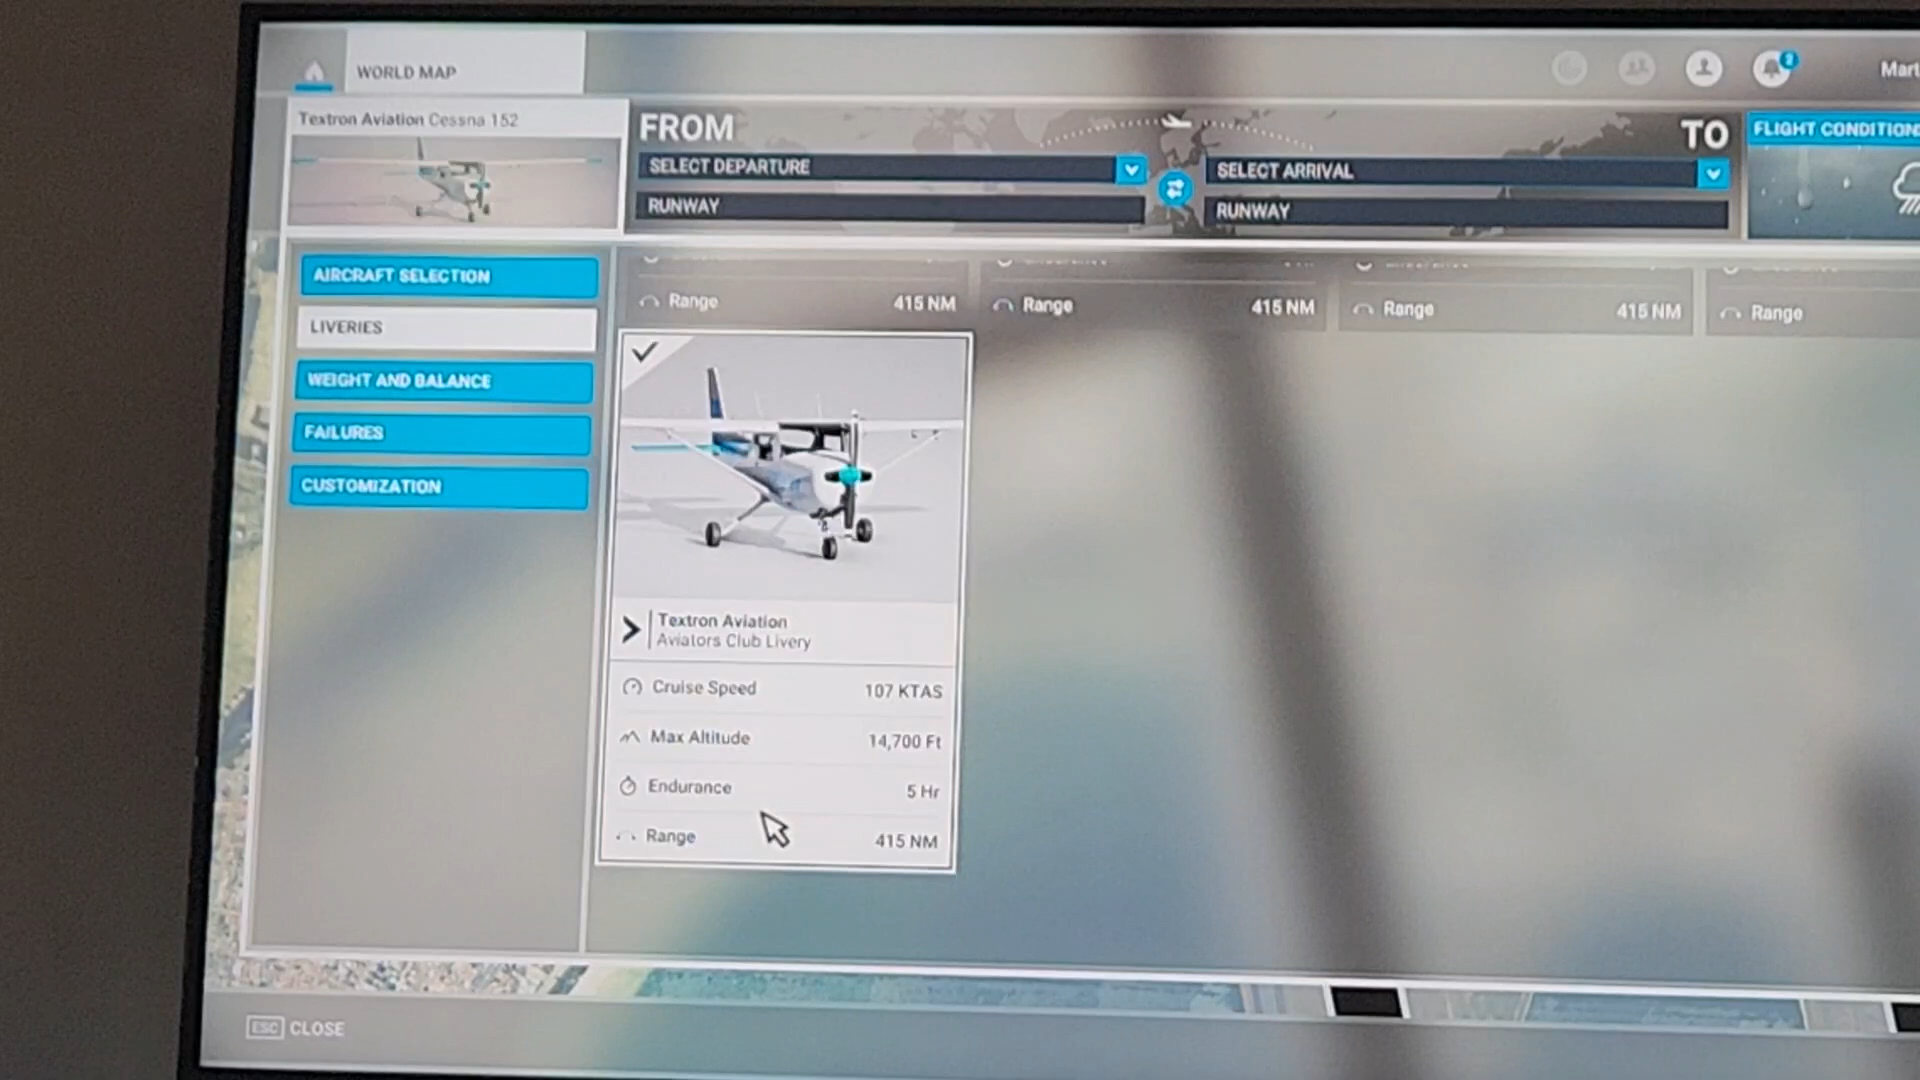 WORLD MAP
2
Mart
Textron Aviation Cessna 152
FROM
TO
SELECT DEPARTURE
SELECT ARRIVAL
RUNWAY
RUNWAY
FLIGHT CONDITION
AIRCRAFT SELECTION
LIVERIES
WEIGHT AND BALANCE
FAILURES
CUSTOMIZATION
Range 415 NM
Range 415 NM
Range 415 NM
Range
Textron Aviation
Aviators Club Livery
Cruise Speed 107 KTAS
Max Altitude 14,700 Ft
Endurance 5 Hr
Range 415 NM
ESC CLOSE